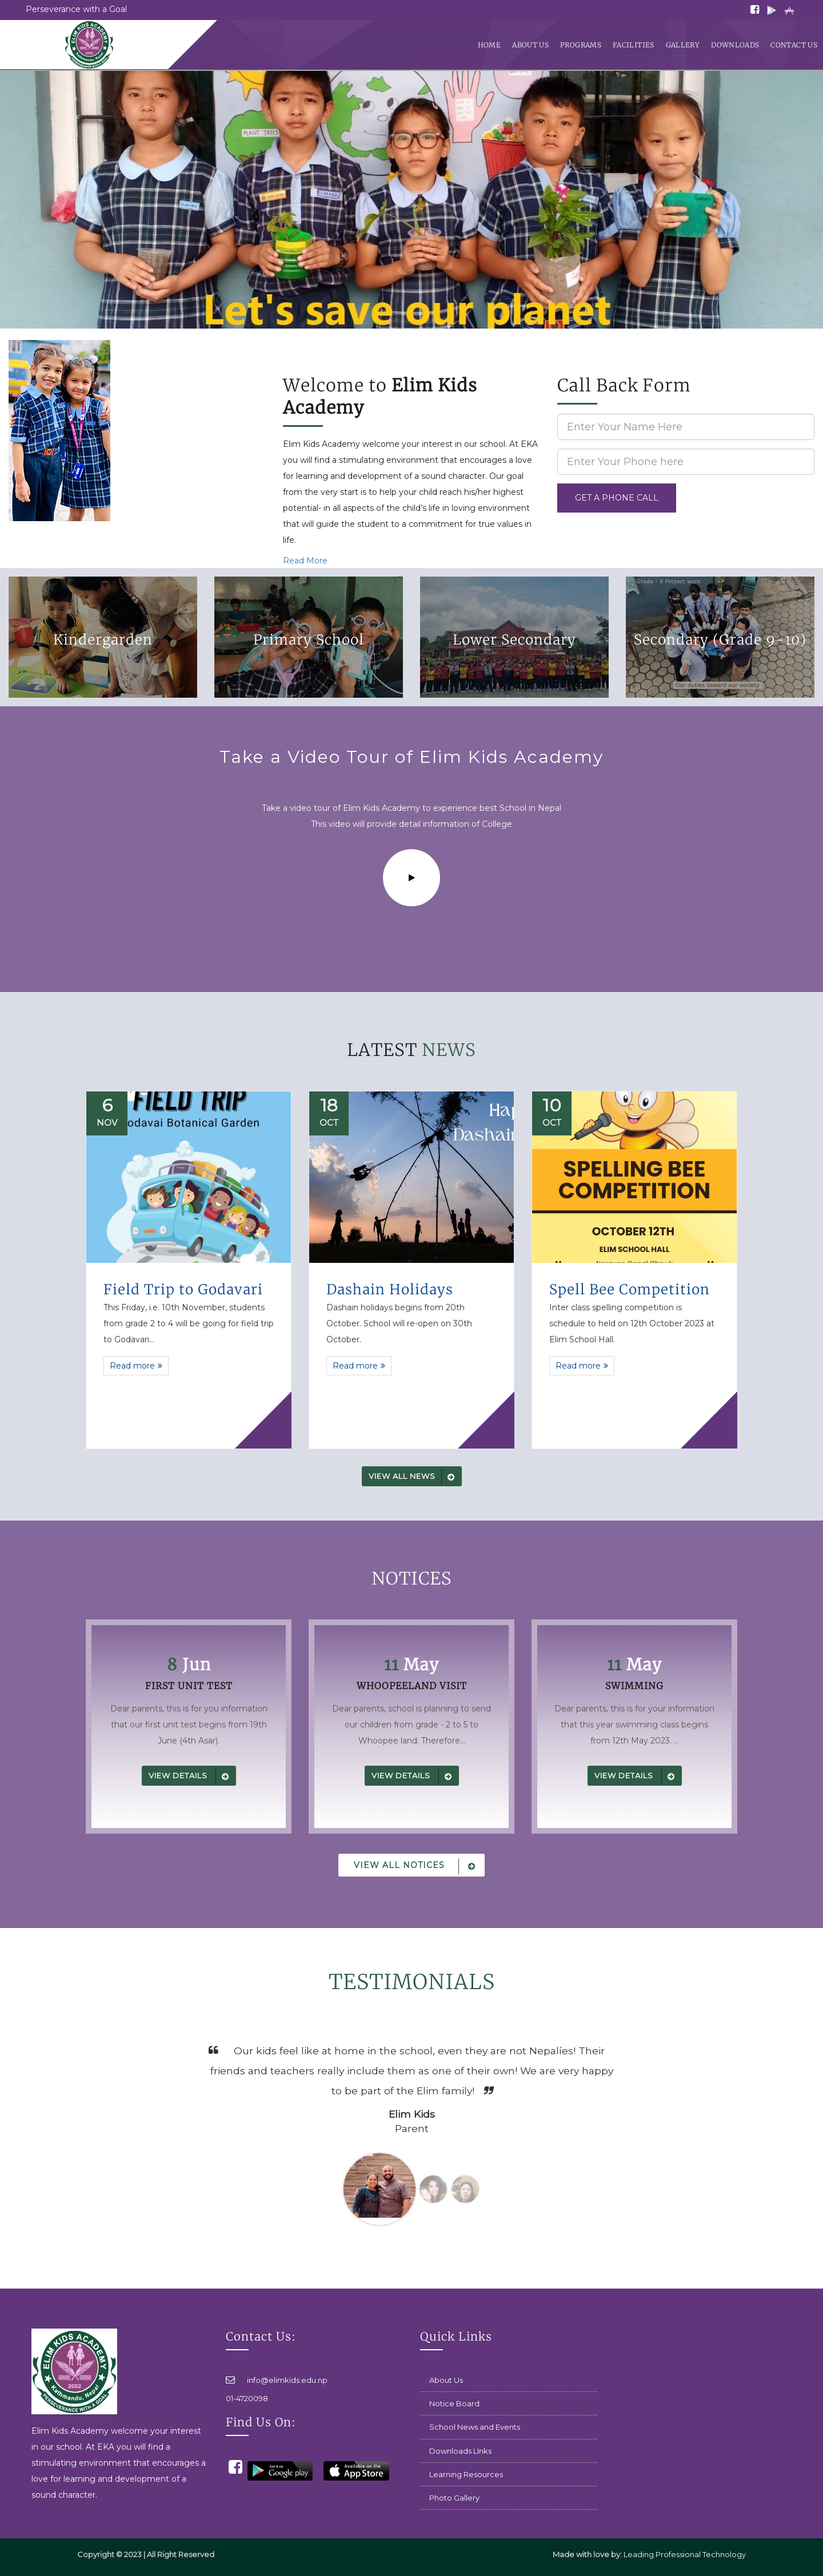 Perseverance with a Goal
HOME ABOUT US PROGRAMS FACILITIES GALLERY DOWNLOADS CONTACT US
PLANT TREES
Let's save our planet
Welcome to Elim Kids
Academy
Elim Kids Academy welcome your interest in our school. At EKA
you will find a stimulating environment that encourages a love
for learning and development of a sound character. Our goal
from the very start is to help your child reach his/her highest
potential- in all aspects of the child's life in loving environment
that will guide the student to a commitment for true values in
life.
Read More
Call Back Form
Enter Your Name Here
Enter Your Phone here
GET A PHONE CALL
Kindergarden
Primary School
Lower Secondary
Grade - 6 Project work
Secondary (Grade 9-10)
Our duties toward our society
Take a Video Tour of Elim Kids Academy
Take a video tour of Elim Kids Academy to experience best School in Nepal
This video will provide detail information of College
LATEST NEWS
6
NOV
FIELD TRIP
odavai Botanical Garden
Field Trip to Godavari
This Friday, i.e. 10th November, students
from grade 2 to 4 will be going for field trip
to Godavari...
Read more »
18
OCT
Hap
Dashain
Dashain Holidays
Dashain holidays begins from 20th
October. School will re-open on 30th
October.
Read more »
10
OCT
SPELLING BEE
COMPETITION
OCTOBER 12TH
ELIM SCHOOL HALL
Spell Bee Competition
Inter class spelling competition is
schedule to held on 12th October 2023 at
Elim School Hall.
Read more »
VIEW ALL NEWS
NOTICES
8 Jun
FIRST UNIT TEST
Dear parents, this is for you information
that our first unit test begins from 19th
June (4th Asar).
VIEW DETAILS
11 May
WHOOPEELAND VISIT
Dear parents, school is planning to send
our children from grade - 2 to 5 to
Whoopee land. Therefore...
VIEW DETAILS
11 May
SWIMMING
Dear parents, this is for your information
that this year swimming class begins
from 12th May 2023. ...
VIEW DETAILS
VIEW ALL NOTICES
TESTIMONIALS
❝ Our kids feel like at home in the school, even they are not Nepalíes! Their
friends and teachers really include them as one of their own! We are very happy
to be part of the Elim family! ❞
Elim Kids
Parent
ELIM KIDS ACADEMY
2002
Kathmandu, Nepal
PERSEVERANCE WITH A GOAL
Elim Kids Academy welcome your interest
in our school. At EKA you will find a
stimulating environment that encourages a
love for learning and development of a
sound character.
Contact Us:
info@elimkids.edu.np
01-4720098
Find Us On:
Google play
Available on the
App Store
Quick Links
About Us
Notice Board
School News and Events
Downloads LInks
Learning Resources
Photo Gallery
Copyright © 2023 | All Right Reserved
Made with love by: Leading Professional Technology